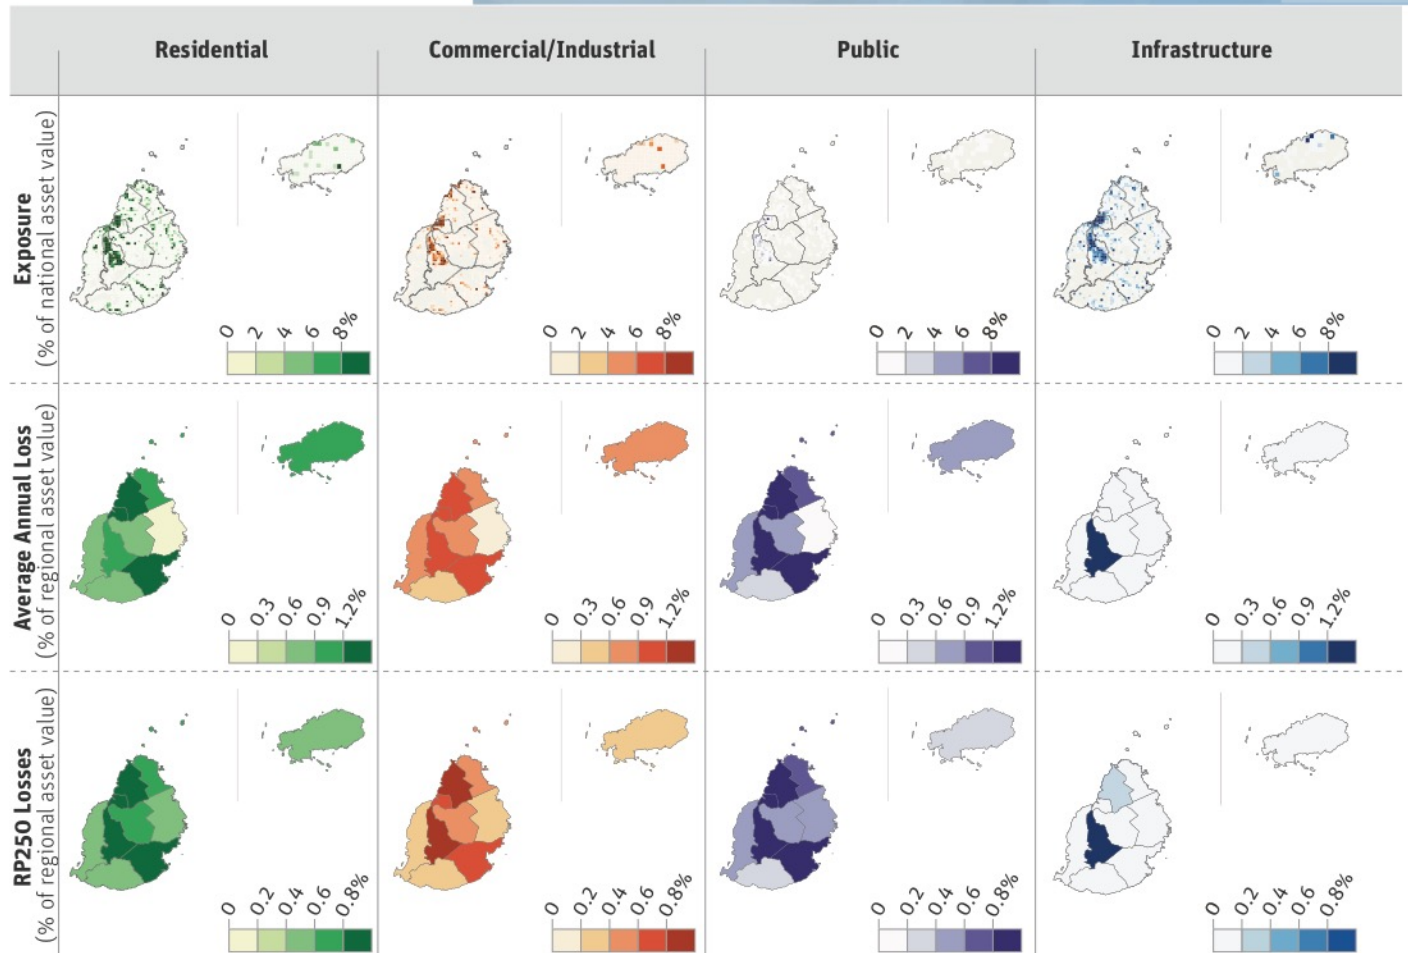 Residential
Commercial/Industrial
Public
Infrastructure
Exposure
(% of national asset value)
0 2 4 6 8%
0 2 4 6 8%
0 2 4 6 8%
0 2 4 6 8%
Average Annual Loss
(% of regional asset value)
0 0.3 0.6 0.9 1.2%
0 0.3 0.6 0.9 1.2%
0 0.3 0.6 0.9 1.2%
0 0.3 0.6 0.9 1.2%
RP250 Losses
(% of regional asset value)
0 0.2 0.4 0.6 0.8%
0 0.2 0.4 0.6 0.8%
0 0.2 0.4 0.6 0.8%
0 0.2 0.4 0.6 0.8%